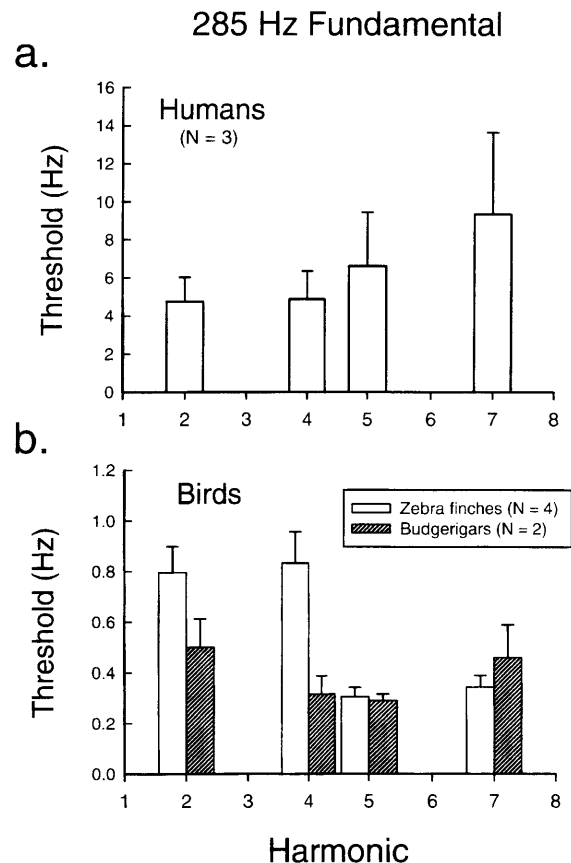 285 Hz Fundamental
a.
Humans
(N = 3)
Threshold (Hz)
16
14
12
10
8
6
4
2
0
1 2 3 4 5 6 7 8
b.
Birds
Zebra finches (N = 4)
Budgerigars (N = 2)
Threshold (Hz)
1.2
1.0
0.8
0.6
0.4
0.2
0.0
1 2 3 4 5 6 7 8
Harmonic